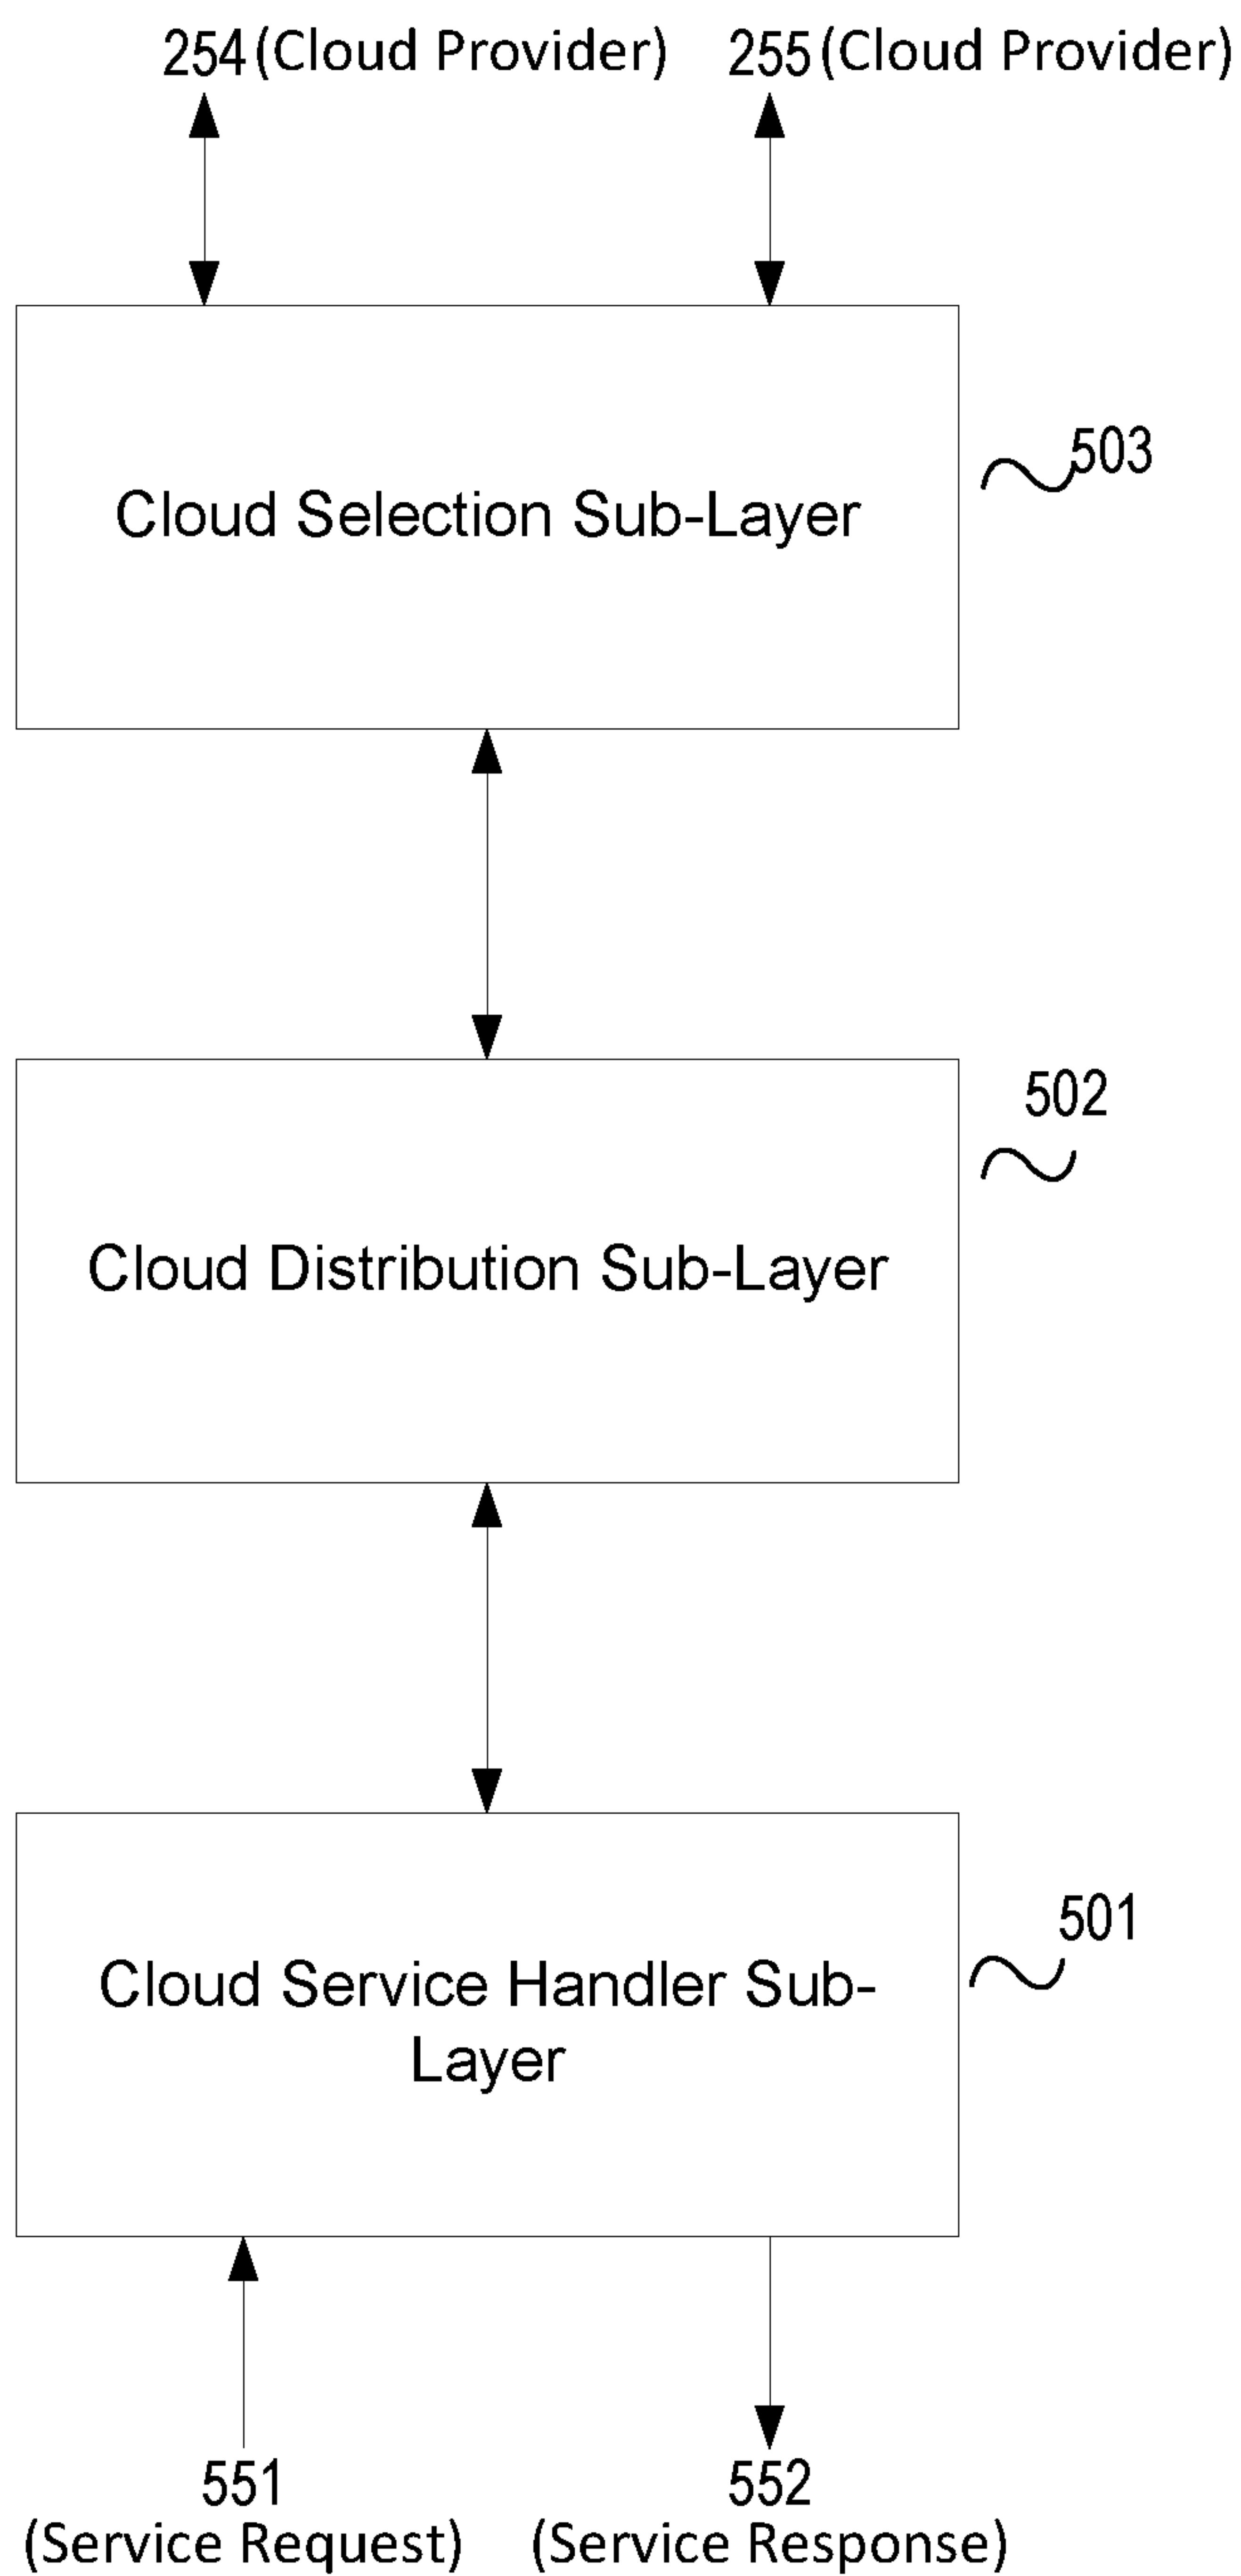 254 (Cloud Provider) 255 (Cloud Provider)
503
Cloud Selection Sub-Layer
502
Cloud Distribution Sub-Layer
501
Cloud Service Handler Sub-
Layer
551 552
(Service Request) (Service Response)